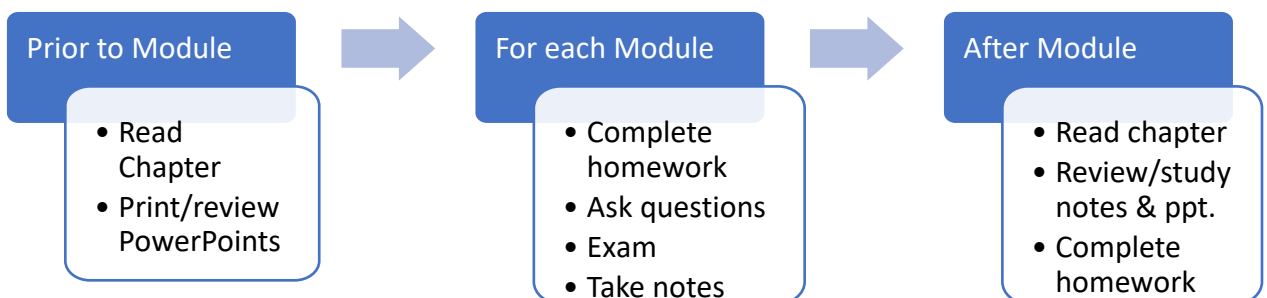 Prior to Module
• Read
Chapter
• Print/review
PowerPoints
For each Module
• Complete
homework
• Ask questions
• Exam
• Take notes
After Module
• Read chapter
• Review/study
notes & ppt.
• Complete
homework